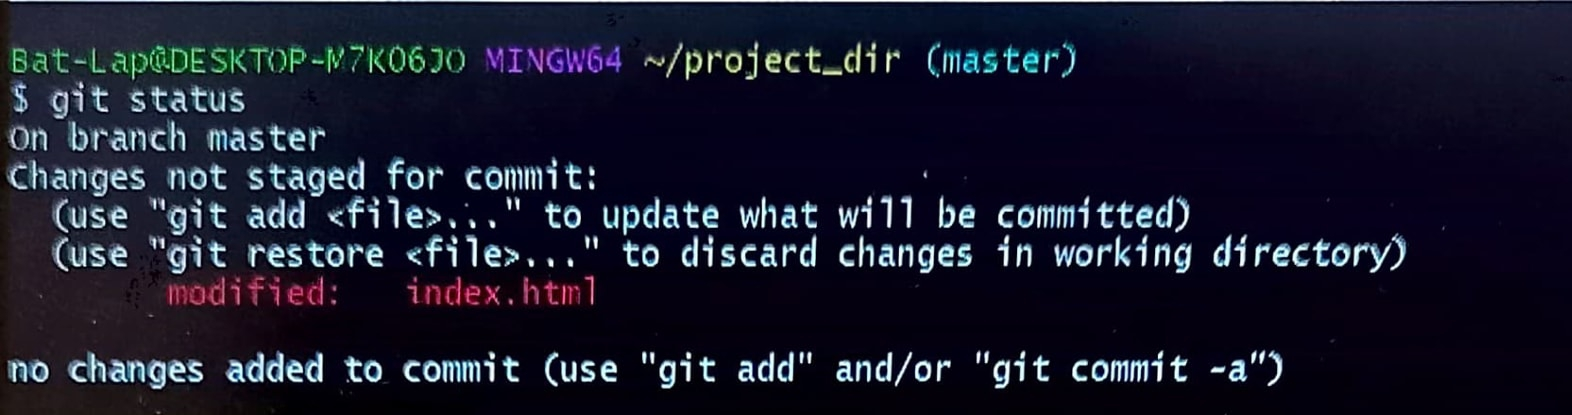 Bat-Lap@DESKTOP-M7KO6JO MINGW64 ~/project_dir (master)
$ git status
On branch master
Changes not staged for commit:
  (use "git add <file>..." to update what will be committed)
  (use "git restore <file>..." to discard changes in working directory)
        modified:   index.html

no changes added to commit (use "git add" and/or "git commit -a")